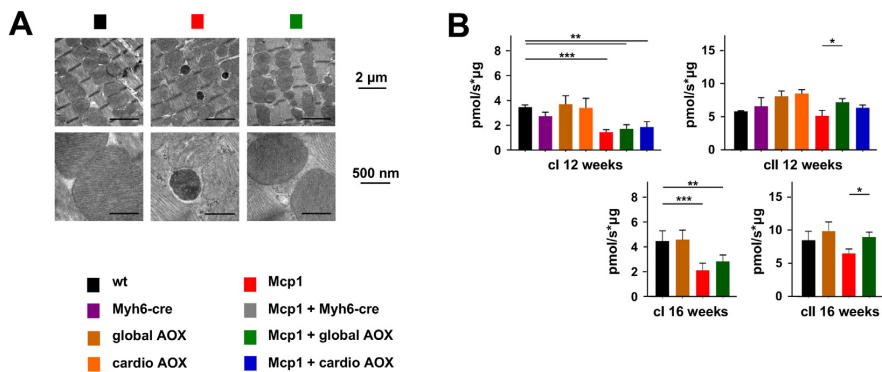 A
2 µm
500 nm
wt
Myh6-cre
global AOX
cardio AOX
Mcp1
Mcp1 + Myh6-cre
Mcp1 + global AOX
Mcp1 + cardio AOX
B
pmol/s*µg
8
6
4
2
0
**
***
cI 12 weeks
pmol/s*µg
15
10
5
0
*
cII 12 weeks
pmol/s*µg
8
6
4
2
0
**
***
cI 16 weeks
pmol/s*µg
15
10
5
0
*
cII 16 weeks